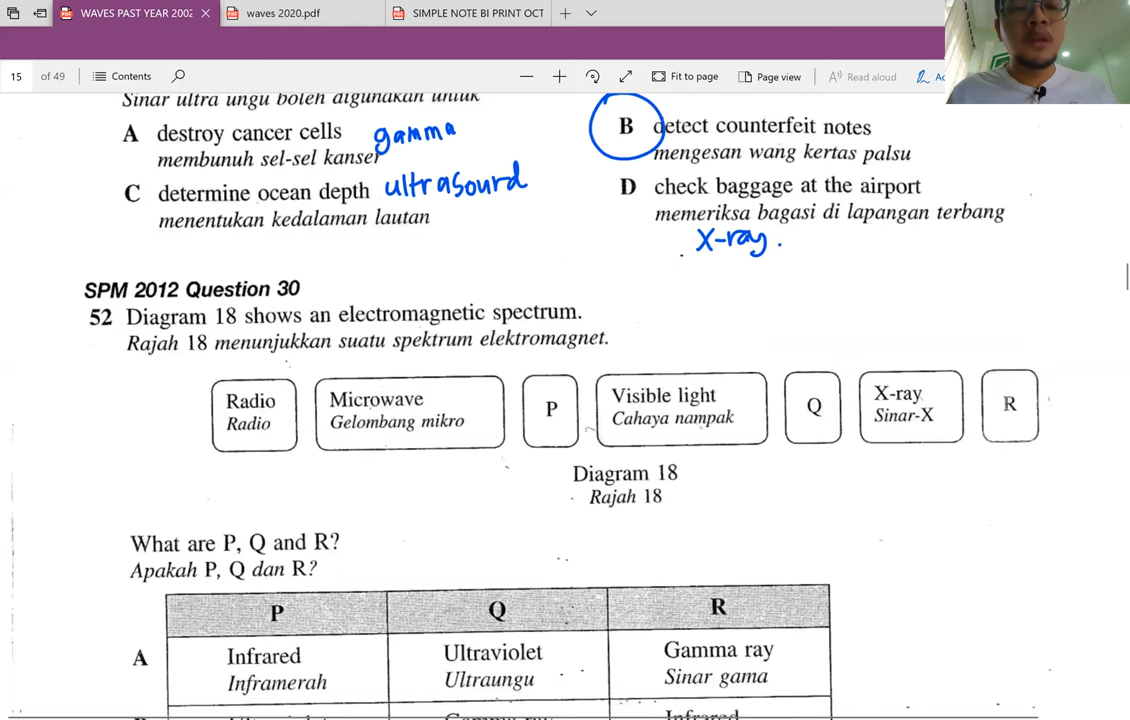 WAVES PAST YEAR 2002
waves 2020.pdf
SIMPLE NOTE BI PRINT OCT
15 of 49
Contents
Fit to page
Page view
Read aloud
Sinar ultra ungu boleh digunakan untuk
A destroy cancer cells gamma
membunuh sel-sel kanser
B detect counterfeit notes
mengesan wang kertas palsu
C determine ocean depth ultrasound
menentukan kedalaman lautan
D check baggage at the airport
memeriksa bagasi di lapangan terbang
X-ray.
SPM 2012 Question 30
52 Diagram 18 shows an electromagnetic spectrum.
Rajah 18 menunjukkan suatu spektrum elektromagnet.
Radio
Radio
Microwave
Gelombang mikro
P
Visible light
Cahaya nampak
Q
X-ray
Sinar-X
R
Diagram 18
Rajah 18
What are P, Q and R?
Apakah P, Q dan R?
P Q R
A
Infrared
Inframerah
Ultraviolet
Ultraungu
Gamma ray
Sinar gama
Infrared